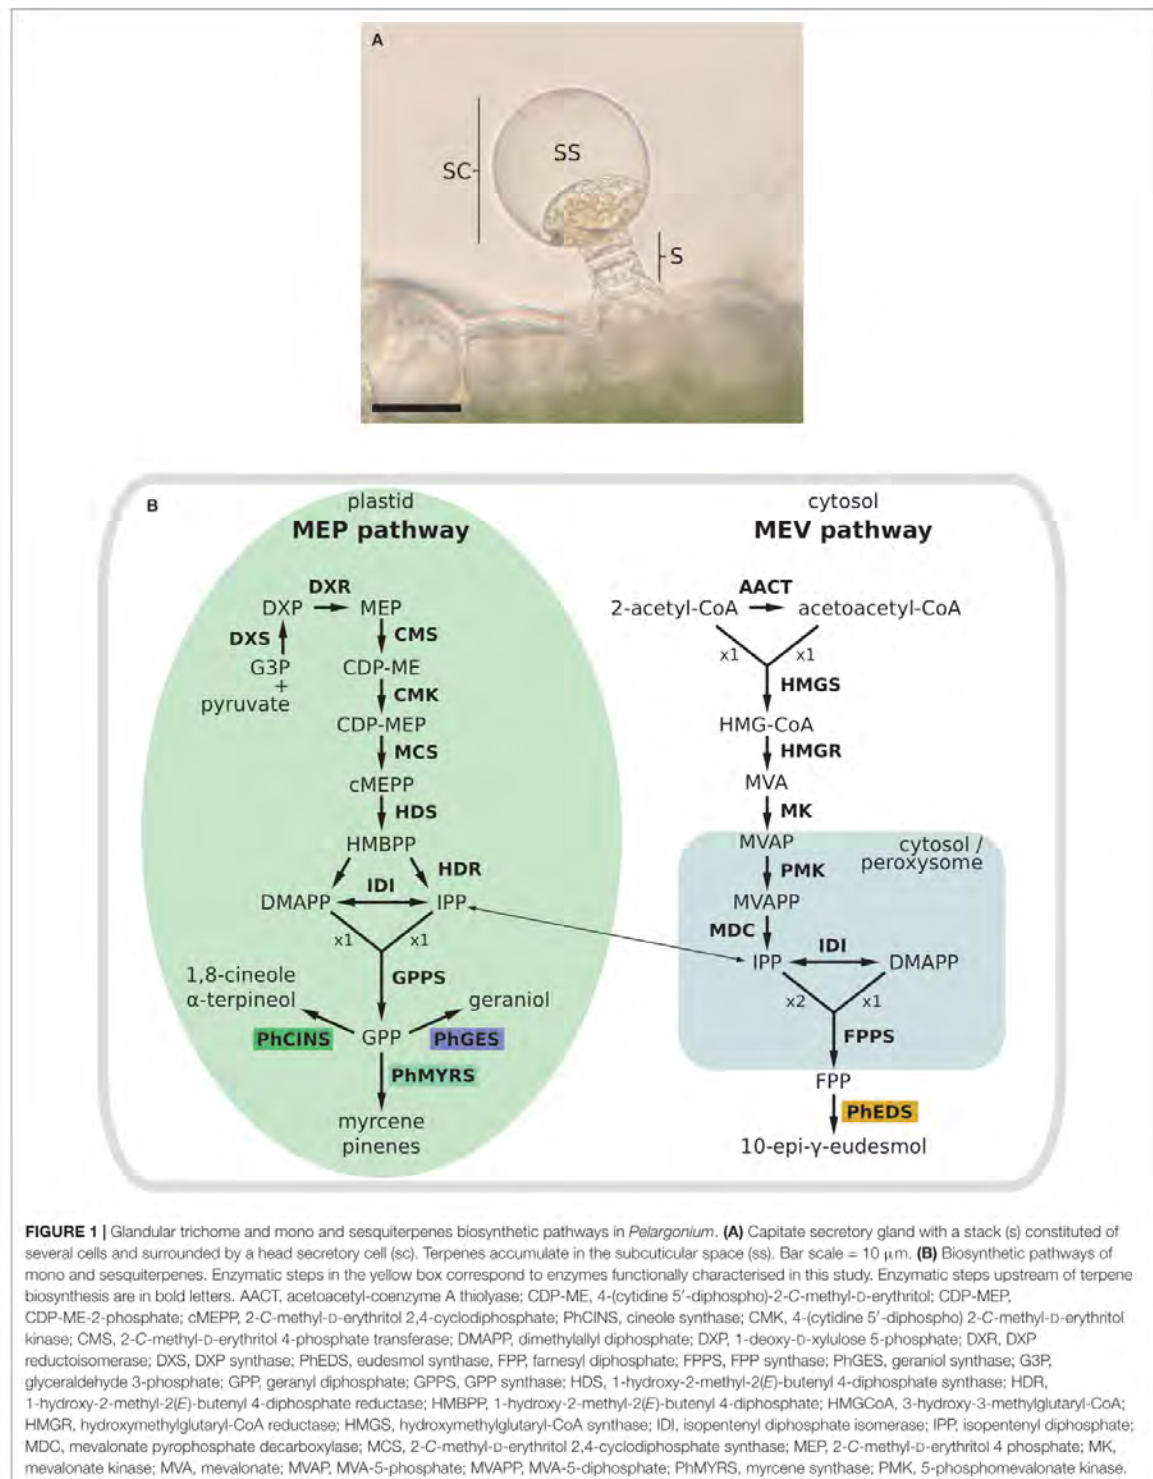 A
SS
SC
S
B
plastid
MEP pathway
cytosol
MEV pathway
DXR
AACT
DXP
MEP
2-acetyl-CoA
acetoacetyl-CoA
DXS
CMS
x1
x1
G3P
CDP-ME
+
pyruvate
CMK
HMGS
CDP-MEP
HMG-CoA
MCS
HMGR
cMEPP
MVA
HDS
MK
HMBPP
MVAP
cytosol /
peroxysome
HDR
PMK
IDI
DMAPP
IPP
MVAPP
MDC
x1
x1
IDI
IPP
DMAPP
1,8-cineole
α-terpineol
GPPS
geraniol
x2
x1
PhCINS
GPP
PhGES
FPPS
PhMYRS
FPP
PhEDS
myrcene
pinenes
10-epi-γ-eudesmol
FIGURE 1 | Glandular trichome and mono and sesquiterpenes biosynthetic pathways in Pelargonium. (A) Capitate secretory gland with a stack (s) constituted of
several cells and surrounded by a head secretory cell (sc). Terpenes accumulate in the subcuticular space (ss). Bar scale = 10 μm. (B) Biosynthetic pathways of
mono and sesquiterpenes. Enzymatic steps in the yellow box correspond to enzymes functionally characterised in this study. Enzymatic steps upstream of terpene
biosynthesis are in bold letters. AACT, acetoacetyl-coenzyme A thiolyase; CDP-ME, 4-(cytidine 5′-diphospho)-2-C-methyl-D-erythritol; CDP-MEP,
CDP-ME-2-phosphate; cMEPP, 2-C-methyl-D-erythritol 2,4-cyclodiphosphate; PhCINS, cineole synthase; CMK, 4-(cytidine 5′-diphospho) 2-C-methyl-D-erythritol
kinase; CMS, 2-C-methyl-D-erythritol 4-phosphate transferase; DMAPP, dimethylallyl diphosphate; DXP, 1-deoxy-D-xylulose 5-phosphate; DXR, DXP
reductoisomerase; DXS, DXP synthase; PhEDS, eudesmol synthase, FPP, farnesyl diphosphate; FPPS, FPP synthase; PhGES, geraniol synthase; G3P,
glyceraldehyde 3-phosphate; GPP, geranyl diphosphate; GPPS, GPP synthase; HDS, 1-hydroxy-2-methyl-2(E)-butenyl 4-diphosphate synthase; HDR,
1-hydroxy-2-methyl-2(E)-butenyl 4-diphosphate reductase; HMBPP, 1-hydroxy-2-methyl-2(E)-butenyl 4-diphosphate; HMGCoA, 3-hydroxy-3-methylglutaryl-CoA;
HMGR, hydroxymethylglutaryl-CoA reductase; HMGS, hydroxymethylglutaryl-CoA synthase; IDI, isopentenyl diphosphate isomerase; IPP, isopentenyl diphosphate;
MDC, mevalonate pyrophosphate decarboxylase; MCS, 2-C-methyl-D-erythritol 2,4-cyclodiphosphate synthase; MEP, 2-C-methyl-D-erythritol 4 phosphate; MK,
mevalonate kinase; MVA, mevalonate; MVAP, MVA-5-phosphate; MVAPP, MVA-5-diphosphate; PhMYRS, myrcene synthase; PMK, 5-phosphomevalonate kinase.